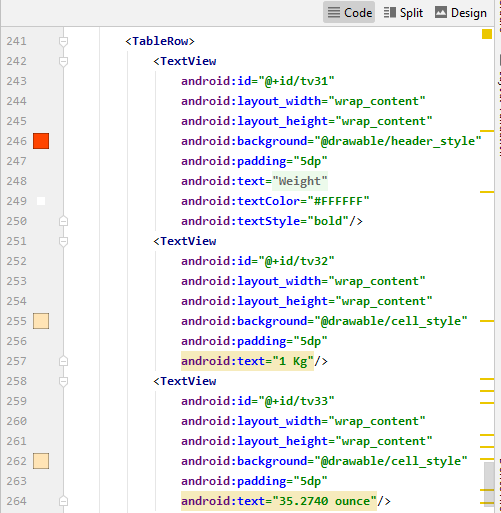 Code Split Design
241 <TableRow>
242 <TextView
243 android:id="@+id/tv31"
244 android:layout_width="wrap_content"
245 android:layout_height="wrap_content"
246 android:background="@drawable/header_style"
247 android:padding="5dp"
248 android:text="Weight"
249 android:textColor="#FFFFFF"
250 android:textStyle="bold"/>
251 <TextView
252 android:id="@+id/tv32"
253 android:layout_width="wrap_content"
254 android:layout_height="wrap_content"
255 android:background="@drawable/cell_style"
256 android:padding="5dp"
257 android:text="1 Kg"/>
258 <TextView
259 android:id="@+id/tv33"
260 android:layout_width="wrap_content"
261 android:layout_height="wrap_content"
262 android:background="@drawable/cell_style"
263 android:padding="5dp"
264 android:text="35.2740 ounce"/>